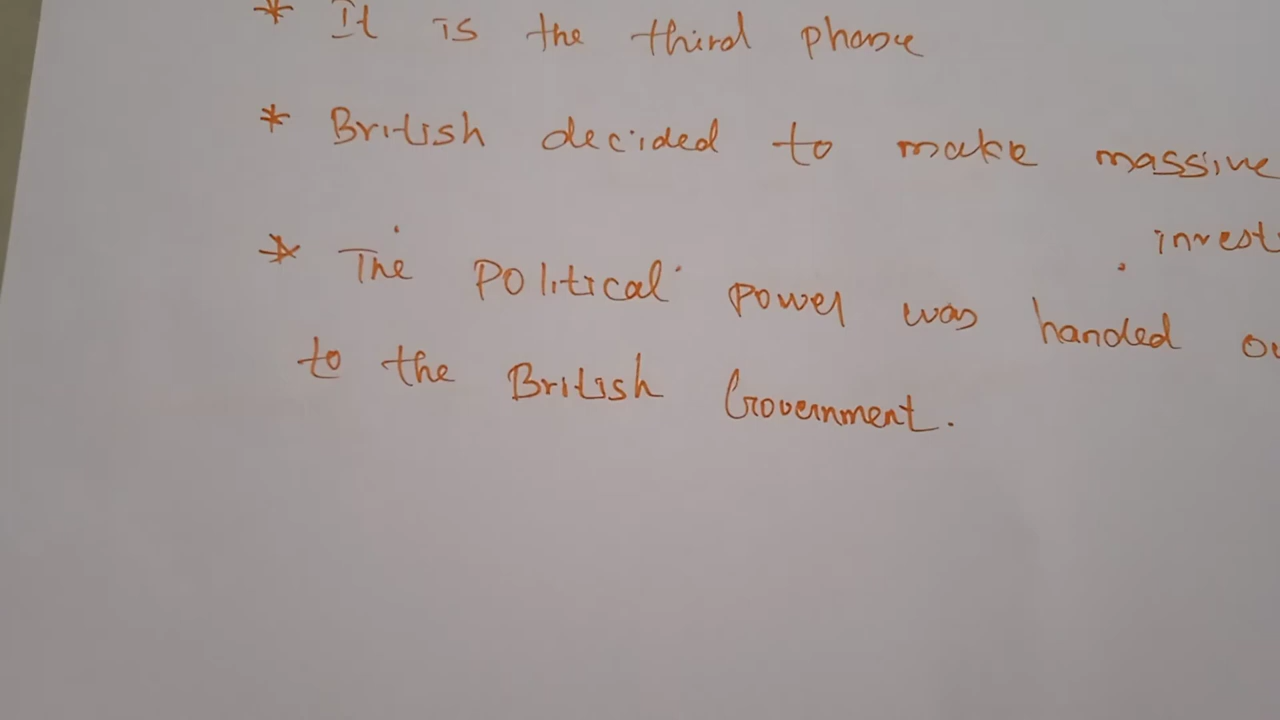 * It is the third phase
* British decided to make massive
invest
* The Political power was handed
to the British Government.